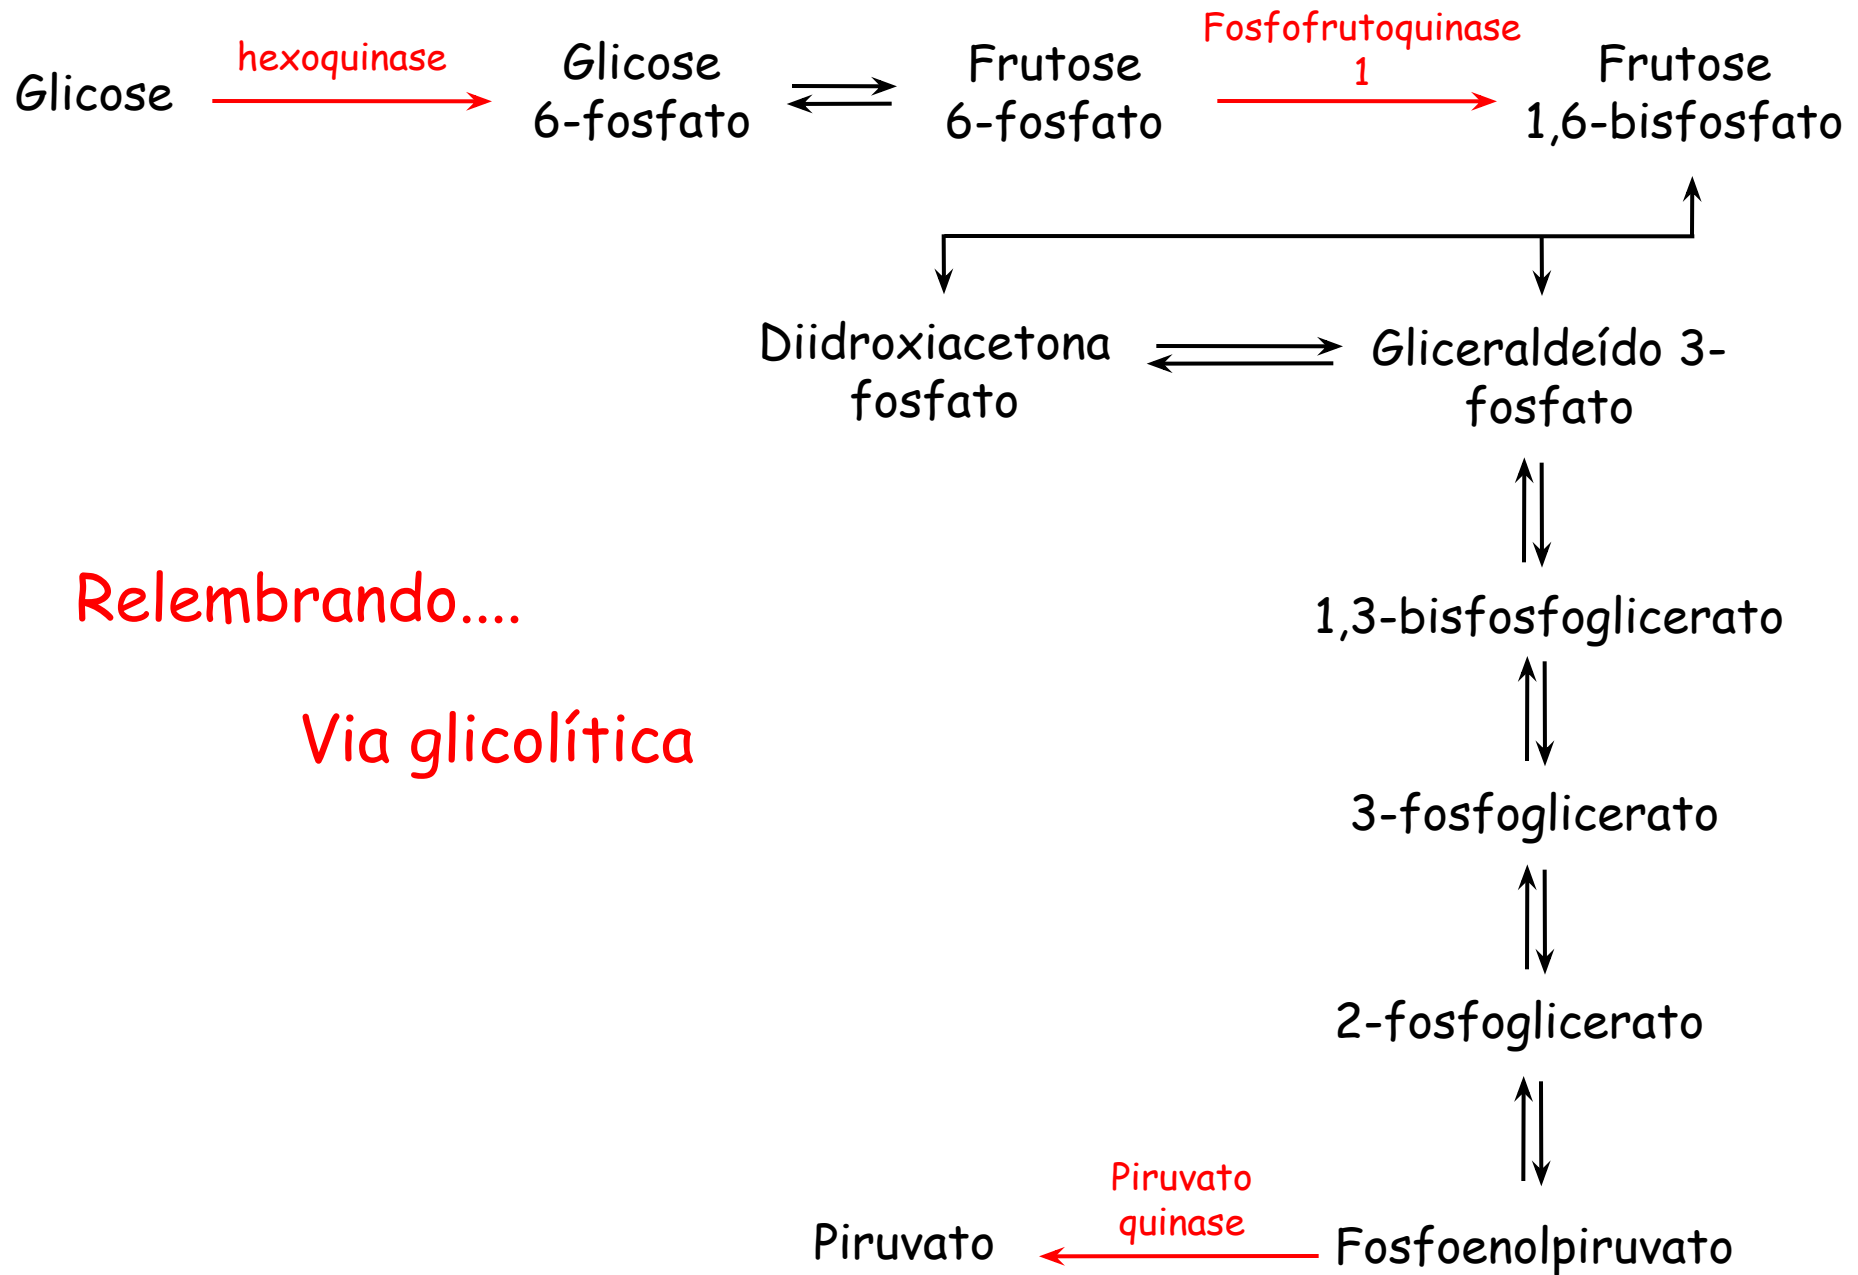 Glicose
hexoquinase
Glicose
6-fosfato
Frutose
6-fosfato
Fosfofrutoquinase
1
Frutose
1,6-bisfosfato
Diidroxiacetona
fosfato
Gliceraldeído 3-
fosfato
Relembrando....
1,3-bisfosfoglicerato
Via glicolítica
3-fosfoglicerato
2-fosfoglicerato
Piruvato
Piruvato
quinase
Fosfoenolpiruvato